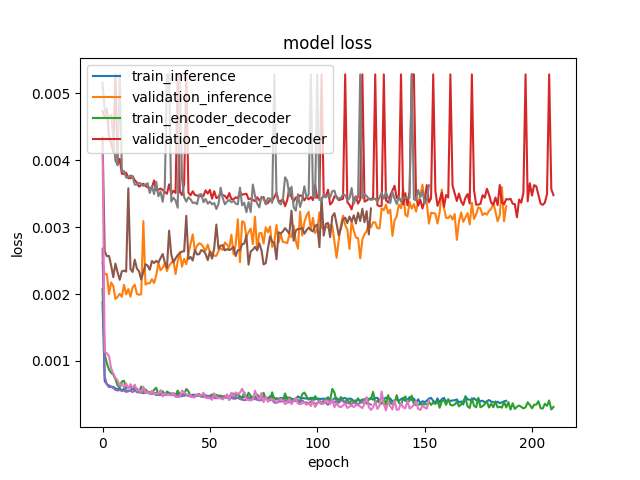 model loss
train_inference
validation_inference
train_encoder_decoder
validation_encoder_decoder
0.005
0.004
0.003
0.002
0.001
loss
0 50 100 150 200
epoch